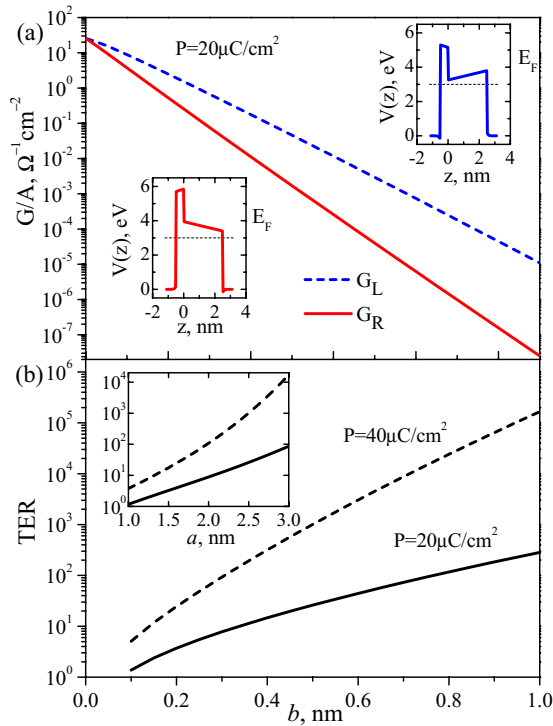 (a)
P=20μC/cm²
G/A, Ω⁻¹cm⁻²
10²
10¹
10⁰
10⁻¹
10⁻²
10⁻³
10⁻⁴
10⁻⁵
10⁻⁶
10⁻⁷
V(z), eV
6
4
2
0
E_F
-2 0 2 4
z, nm
V(z), eV
6
4
2
0
E_F
-2 0 2 4
z, nm
G_L
G_R
(b)
TER
10⁶
10⁵
10⁴
10³
10²
10¹
10⁰
10⁴
10³
10²
10¹
10⁰
1.0 1.5 2.0 2.5 3.0
a, nm
P=40μC/cm²
P=20μC/cm²
0.0 0.2 0.4 0.6 0.8 1.0
b, nm